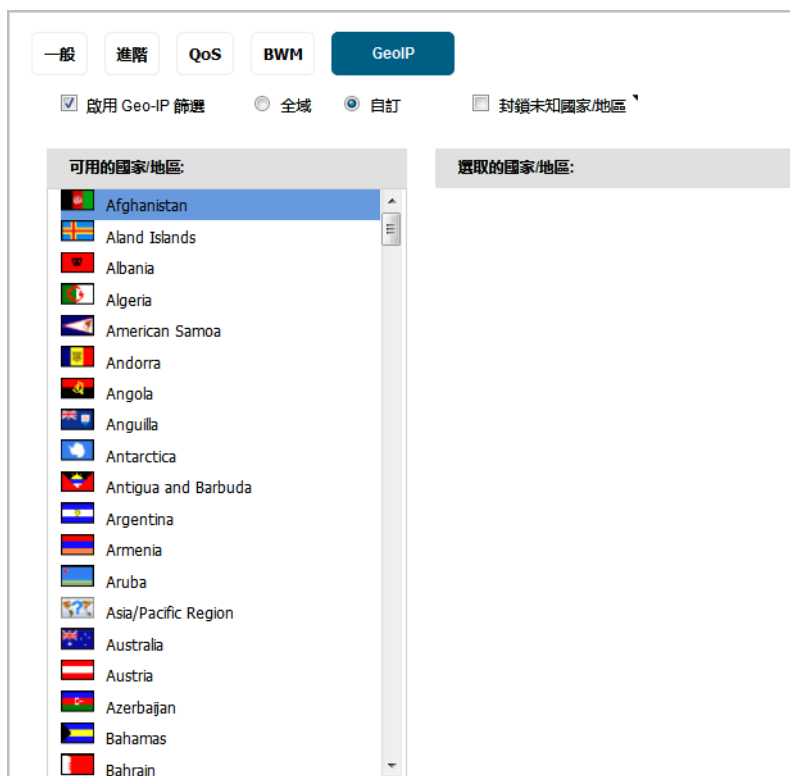 一般 進階 QoS BWM GeoIP
啟用 Geo-IP 篩選 全域 自訂 封鎖未知國家/地區
可用的國家/地區: 選取的國家/地區:
Afghanistan
Aland Islands
Albania
Algeria
American Samoa
Andorra
Angola
Anguilla
Antarctica
Antigua and Barbuda
Argentina
Armenia
Aruba
Asia/Pacific Region
Australia
Austria
Azerbaijan
Bahamas
Bahrain